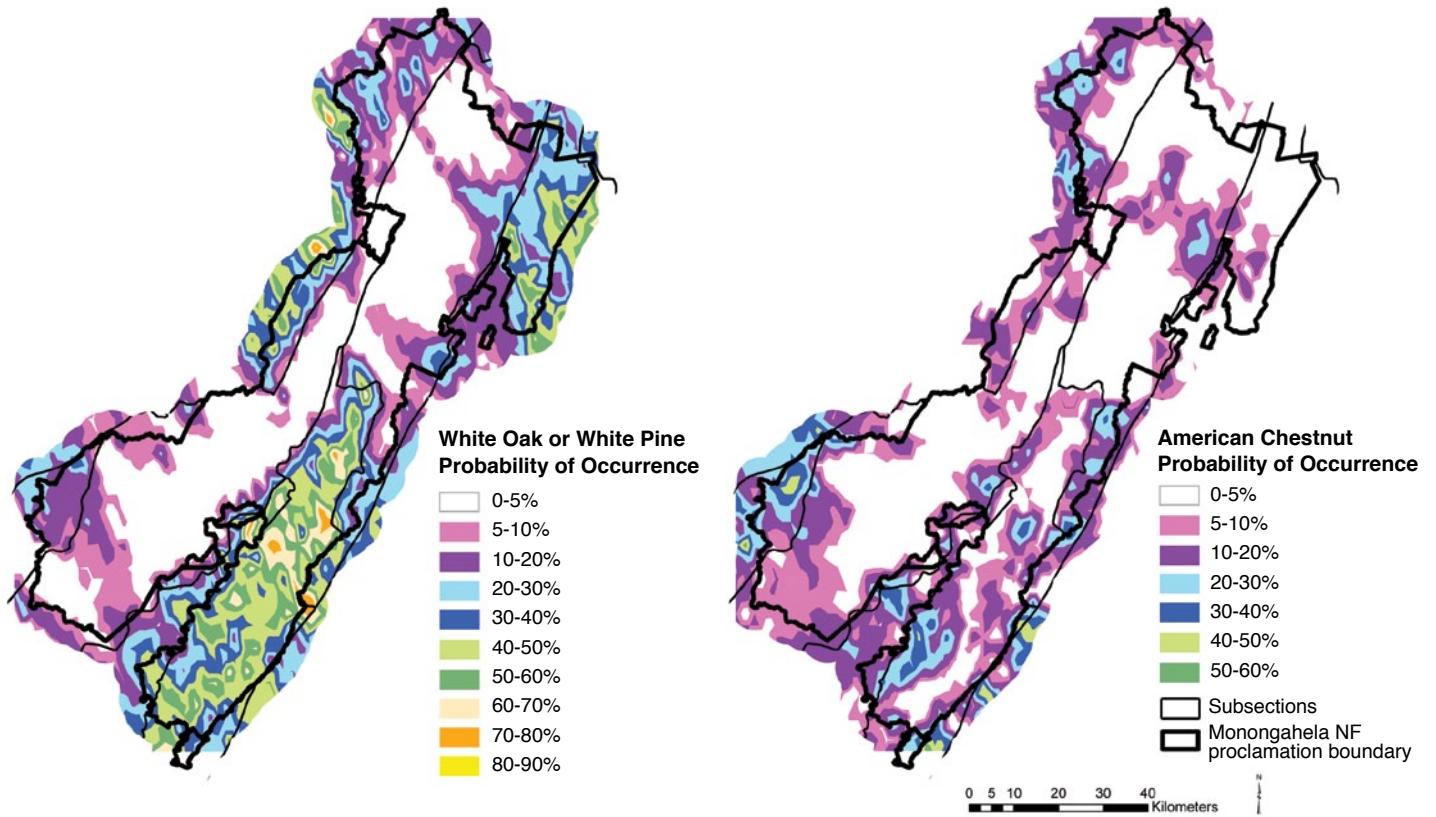 White Oak or White Pine
Probability of Occurrence
0-5%
5-10%
10-20%
20-30%
30-40%
40-50%
50-60%
60-70%
70-80%
80-90%
American Chestnut
Probability of Occurrence
0-5%
5-10%
10-20%
20-30%
30-40%
40-50%
50-60%
Subsections
Monongahela NF
proclamation boundary
0 5 10 20 30 40
Kilometers
N